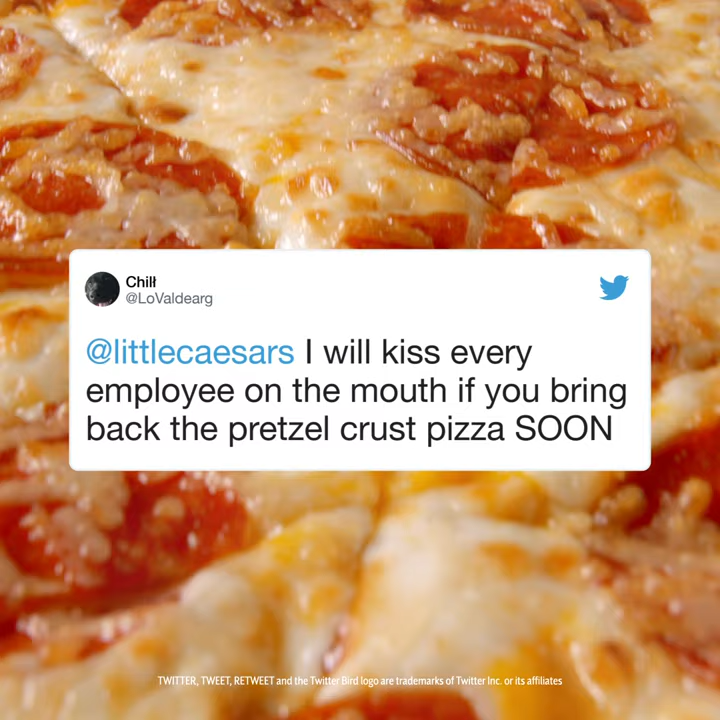 Chill
@LoValdearg
@littlecaesars I will kiss every
employee on the mouth if you bring
back the pretzel crust pizza SOON
TWITTER, TWEET, RETWEET and the Twitter Bird logo are trademarks of Twitter Inc. or its affiliates